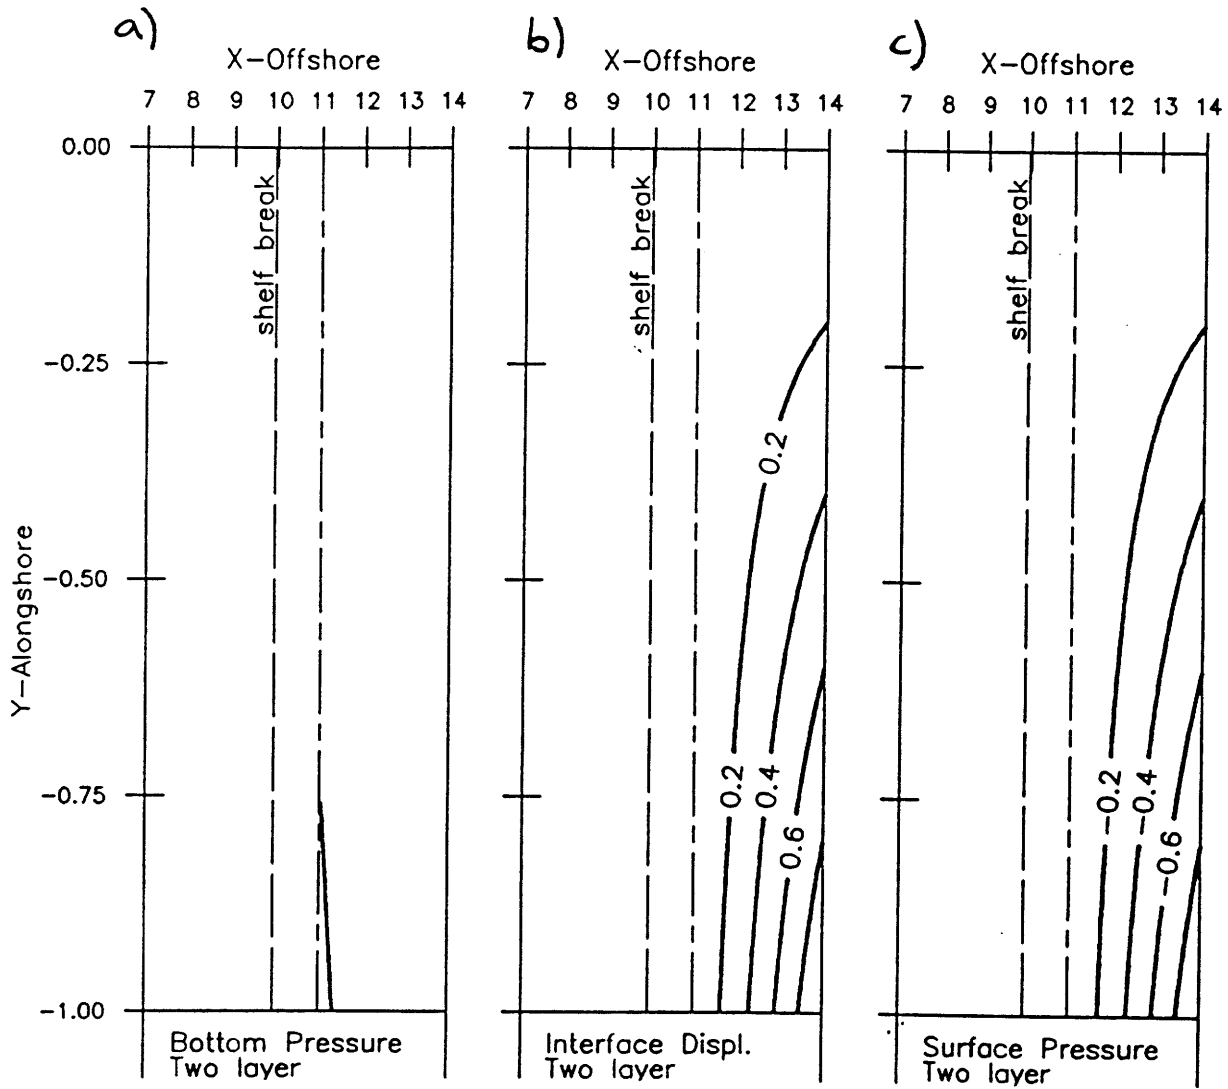 a)
X-Offshore
7 8 9 10 11 12 13 14
0.00
-0.25
-0.50
-0.75
-1.00
Y-Alongshore
shelf break
Bottom Pressure
Two layer
b)
X-Offshore
7 8 9 10 11 12 13 14
shelf break
0.2
0.2
0.4
0.6
Interface Displ.
Two layer
c)
X-Offshore
7 8 9 10 11 12 13 14
shelf break
-0.2
-0.4
-0.6
Surface Pressure
Two layer